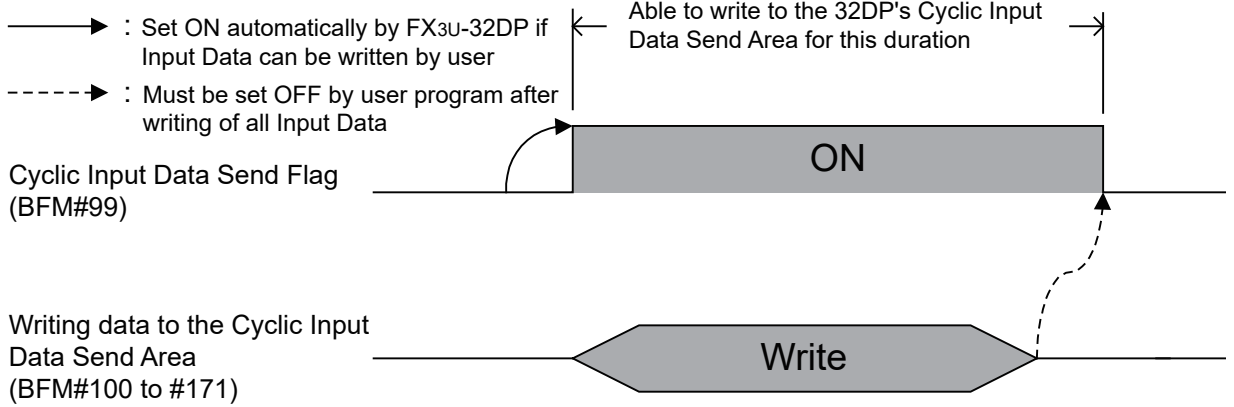 : Set ON automatically by FX3U-32DP if
Input Data can be written by user
: Must be set OFF by user program after
writing of all Input Data
Able to write to the 32DP's Cyclic Input
Data Send Area for this duration
Cyclic Input Data Send Flag
(BFM#99)
ON
Writing data to the Cyclic Input
Data Send Area
(BFM#100 to #171)
Write